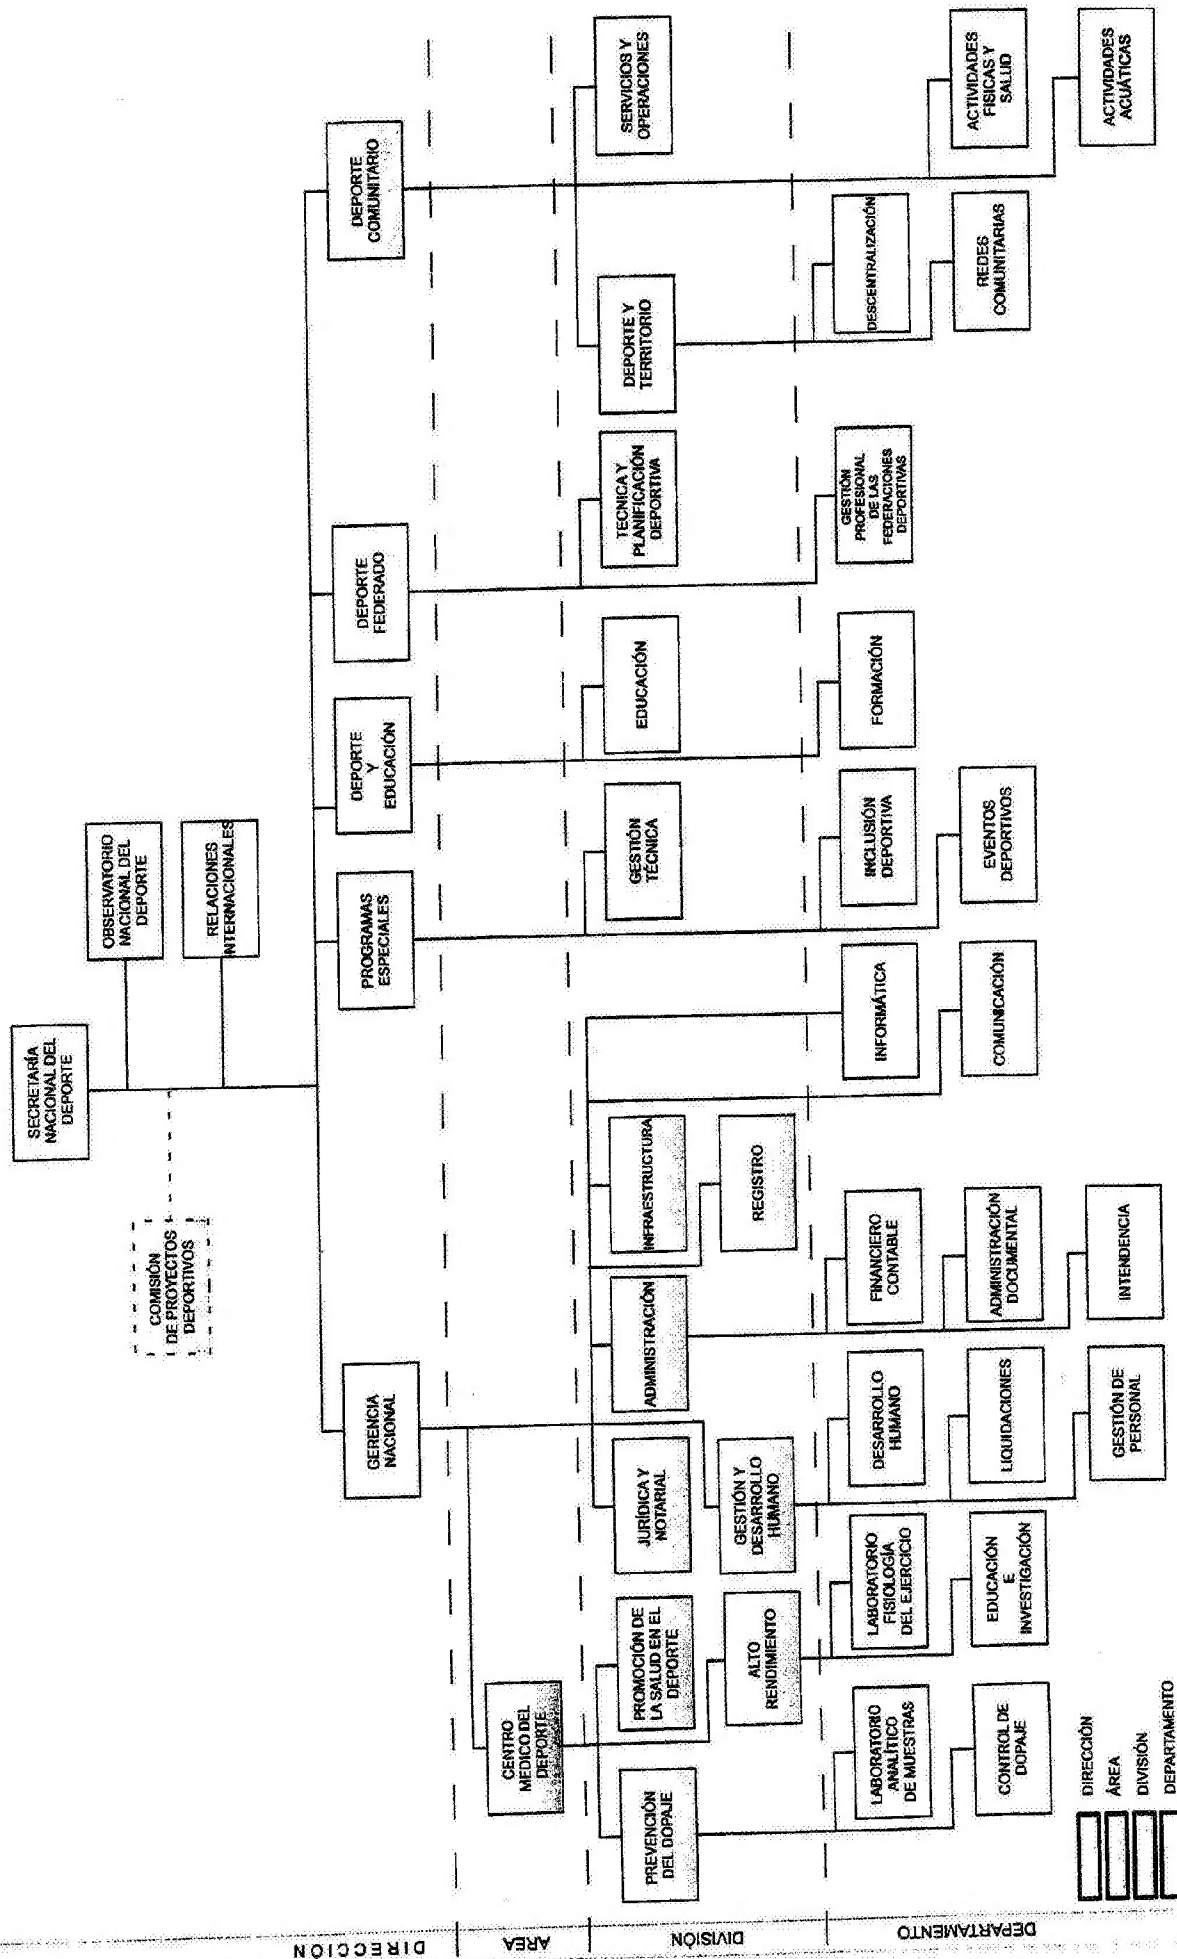 SECRETARÍA
NACIONAL DEL
DEPORTE
OBSERVATORIO
NACIONAL DEL
DEPORTE
RELACIONES
INTERNACIONALES
COMISIÓN
DE PROYECTOS
DEPORTIVOS
GERENCIA
NACIONAL
PROGRAMAS
ESPECIALES
DEPORTE
Y
EDUCACIÓN
DEPORTE
FEDERADO
DEPORTE
COMUNITARIO
CENTRO
MEDICO DEL
DEPORTE
PREVENCIÓN
DEL DOPAJE
PROMOCIÓN DE
LA SALUD EN EL
DEPORTE
JURÍDICA Y
NOTARIAL
ADMINISTRACIÓN
INFRAESTRUCTURA
GESTIÓN
TÉCNICA
EDUCACIÓN
TECNICA Y
PLANIFICACIÓN
DEPORTIVA
DEPORTE Y
TERRITORIO
SERVICIOS Y
OPERACIONES
ALTO
RENDIMIENTO
GESTIÓN Y
DESARROLLO
HUMANO
REGISTRO
LABORATORIO
ANALÍTICO
DE MUESTRAS
LABORATORIO
FISIOLOGÍA
DEL EJERCICIO
DESARROLLO
HUMANO
FINANCIERO
CONTABLE
INFORMÁTICA
INCLUSIÓN
DEPORTIVA
FORMACIÓN
GESTIÓN
PROFESIONAL
DE LAS
FEDERACIONES
DEPORTIVAS
DESCENTRALIZACIÓN
ACTIVIDADES
FISICAS Y
SALUD
CONTROL DE
DOPAJE
EDUCACIÓN
E
INVESTIGACIÓN
LIQUIDACIONES
ADMINISTRACIÓN
DOCUMENTAL
COMUNICACIÓN
EVENTOS
DEPORTIVOS
REDES
COMUNITARIAS
GESTIÓN DE
PERSONAL
INTENDENCIA
ACTIVIDADES
ACUÁTICAS
DIRECCION
AREA
DIVISIÓN
DEPARTAMENTO
DIRECCIÓN
ÁREA
DIVISIÓN
DEPARTAMENTO